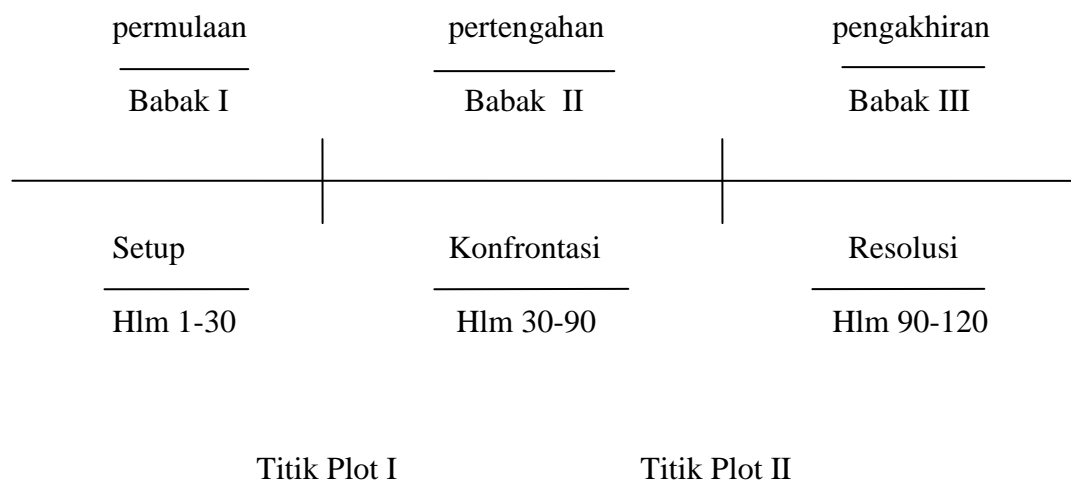 permulaan pertengahan pengakhiran
Babak I Babak II Babak III
Setup Konfrontasi Resolusi
Hlm 1-30 Hlm 30-90 Hlm 90-120
Titik Plot I Titik Plot II